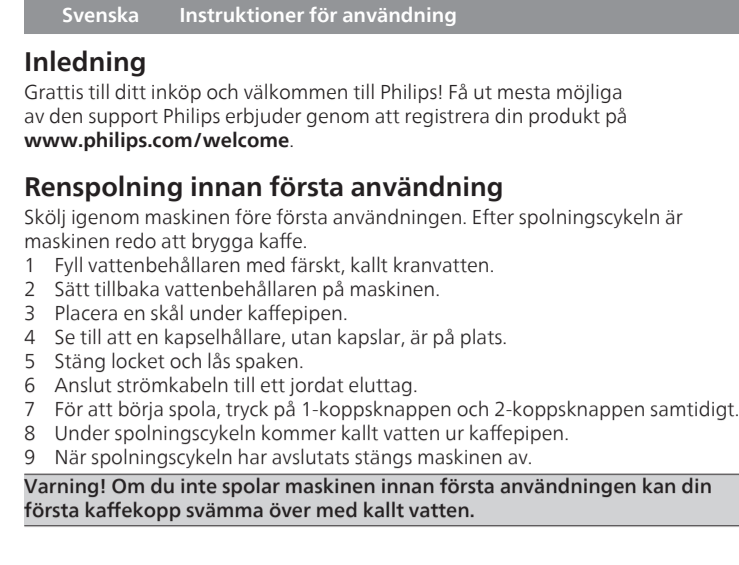 Svenska Instruktioner för användning
Inledning
Grattis till ditt inköp och välkommen till Philips! Få ut mesta möjliga
av den support Philips erbjuder genom att registrera din produkt på
www.philips.com/welcome.
Renspolning innan första användning
Skölj igenom maskinen före första användningen. Efter spolningscykeln är
maskinen redo att brygga kaffe.
1 Fyll vattenbehållaren med färskt, kallt kranvatten.
2 Sätt tillbaka vattenbehållaren på maskinen.
3 Placera en skål under kaffepipen.
4 Se till att en kapselhållare, utan kapslar, är på plats.
5 Stäng locket och lås spaken.
6 Anslut strömkabeln till ett jordat eluttag.
7 För att börja spola, tryck på 1-koppsknappen och 2-koppsknappen samtidigt.
8 Under spolningscykeln kommer kallt vatten ur kaffepipen.
9 När spolningscykeln har avslutats stängs maskinen av.
Varning! Om du inte spolar maskinen innan första användningen kan din
första kaffekopp svämma över med kallt vatten.